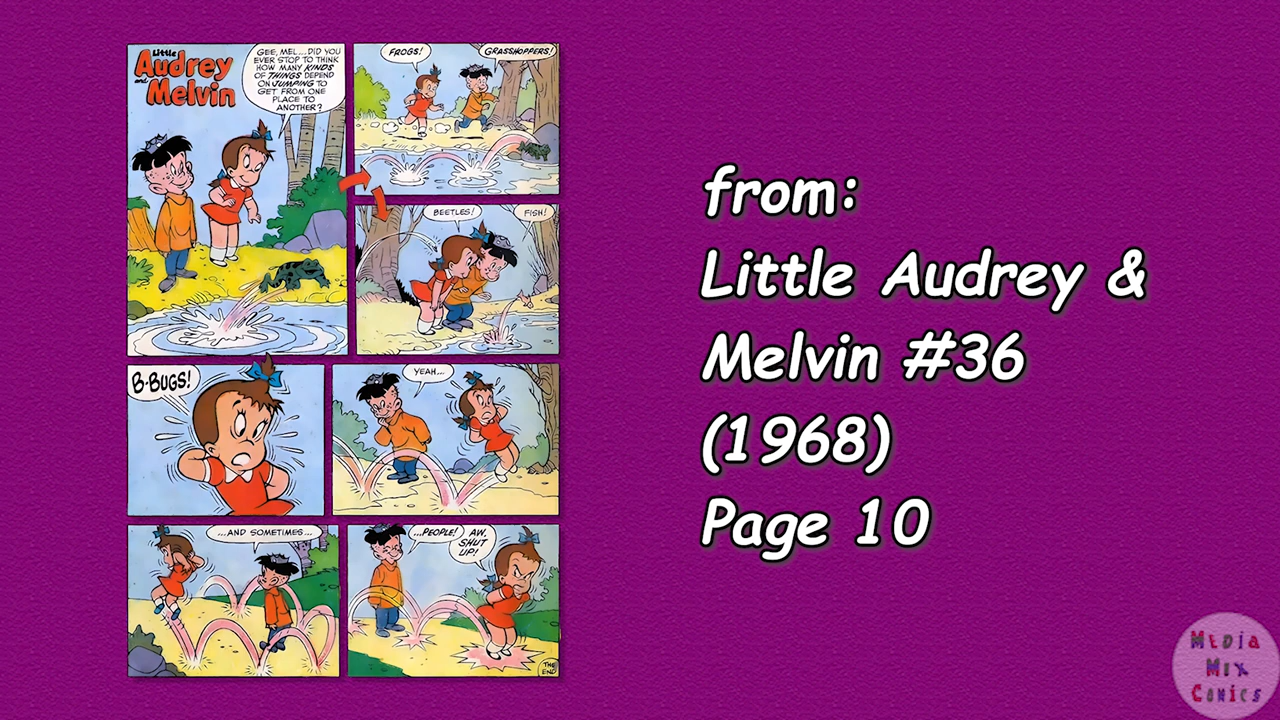 Little
Audrey
and
Melvin
GEE, MEL... DID YOU
EVER STOP TO THINK
HOW MANY KINDS
OF THINGS DEPEND
ON JUMPING TO
GET FROM ONE
PLACE TO
ANOTHER?
FROGS!
GRASSHOPPERS!
BEETLES!
FISH!
B-BUGS!
YEAH...
...AND SOMETIMES...
...PEOPLE!
AW,
SHUT
UP!
THE
END
from:
Little Audrey &
Melvin #36
(1968)
Page 10
MEDIA
MIX
COMICS